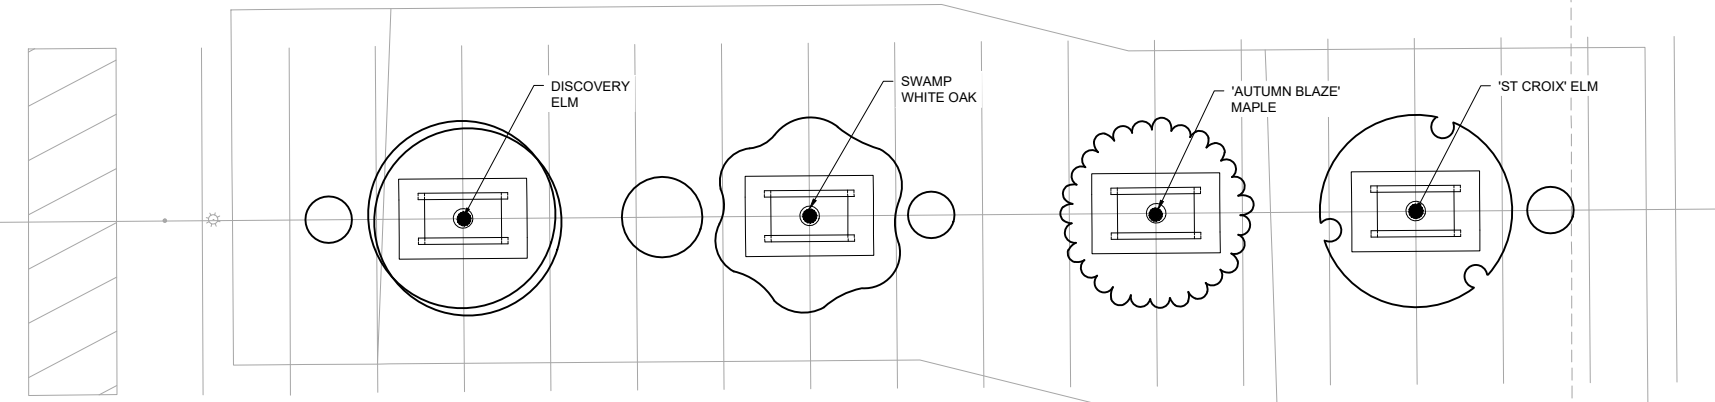 DISCOVERY
ELM
SWAMP
WHITE OAK
'AUTUMN BLAZE'
MAPLE
'ST CROIX' ELM